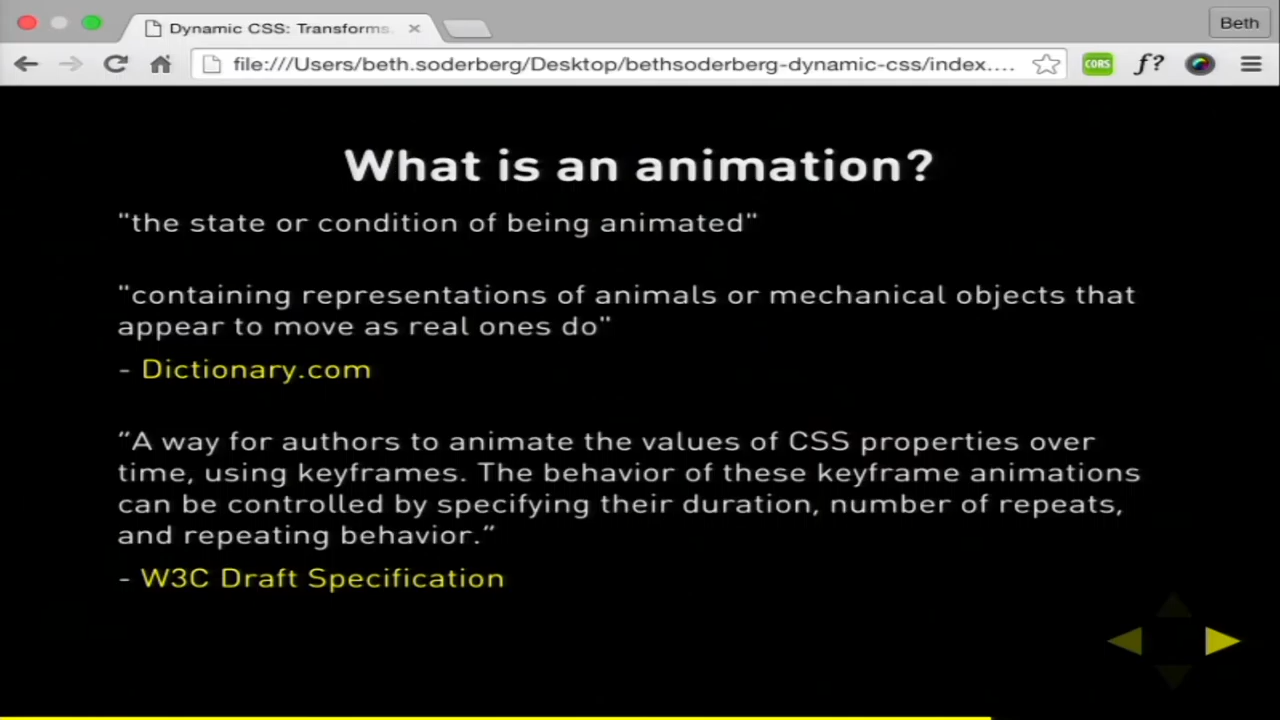 Dynamic CSS: Transforms,
Beth
file:///Users/beth.soderberg/Desktop/bethsoderberg-dynamic-css/index....
CORS
f?
What is an animation?
"the state or condition of being animated"
"containing representations of animals or mechanical objects that
appear to move as real ones do"
- Dictionary.com
“A way for authors to animate the values of CSS properties over
time, using keyframes. The behavior of these keyframe animations
can be controlled by specifying their duration, number of repeats,
and repeating behavior.”
- W3C Draft Specification